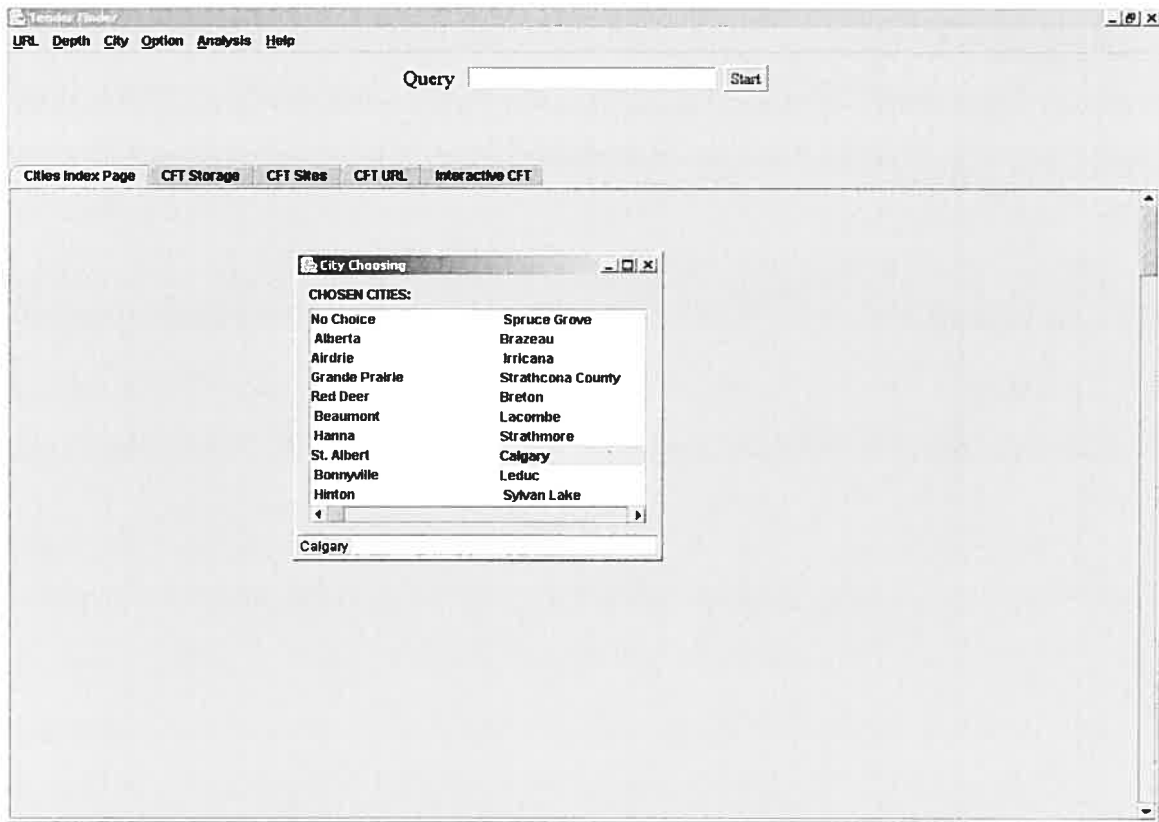 Tender Finder
URL Depth City Option Analysis Help
Query Start
Cities Index Page CFT Storage CFT Sites CFT URL Interactive CFT
City Choosing
CHOSEN CITIES:
No Choice Spruce Grove
Alberta Brazeau
Airdrie Irricana
Grande Prairie Strathcona County
Red Deer Breton
Beaumont Lacombe
Hanna Strathmore
St. Albert Calgary
Bonnyville Leduc
Hinton Sylvan Lake
Calgary